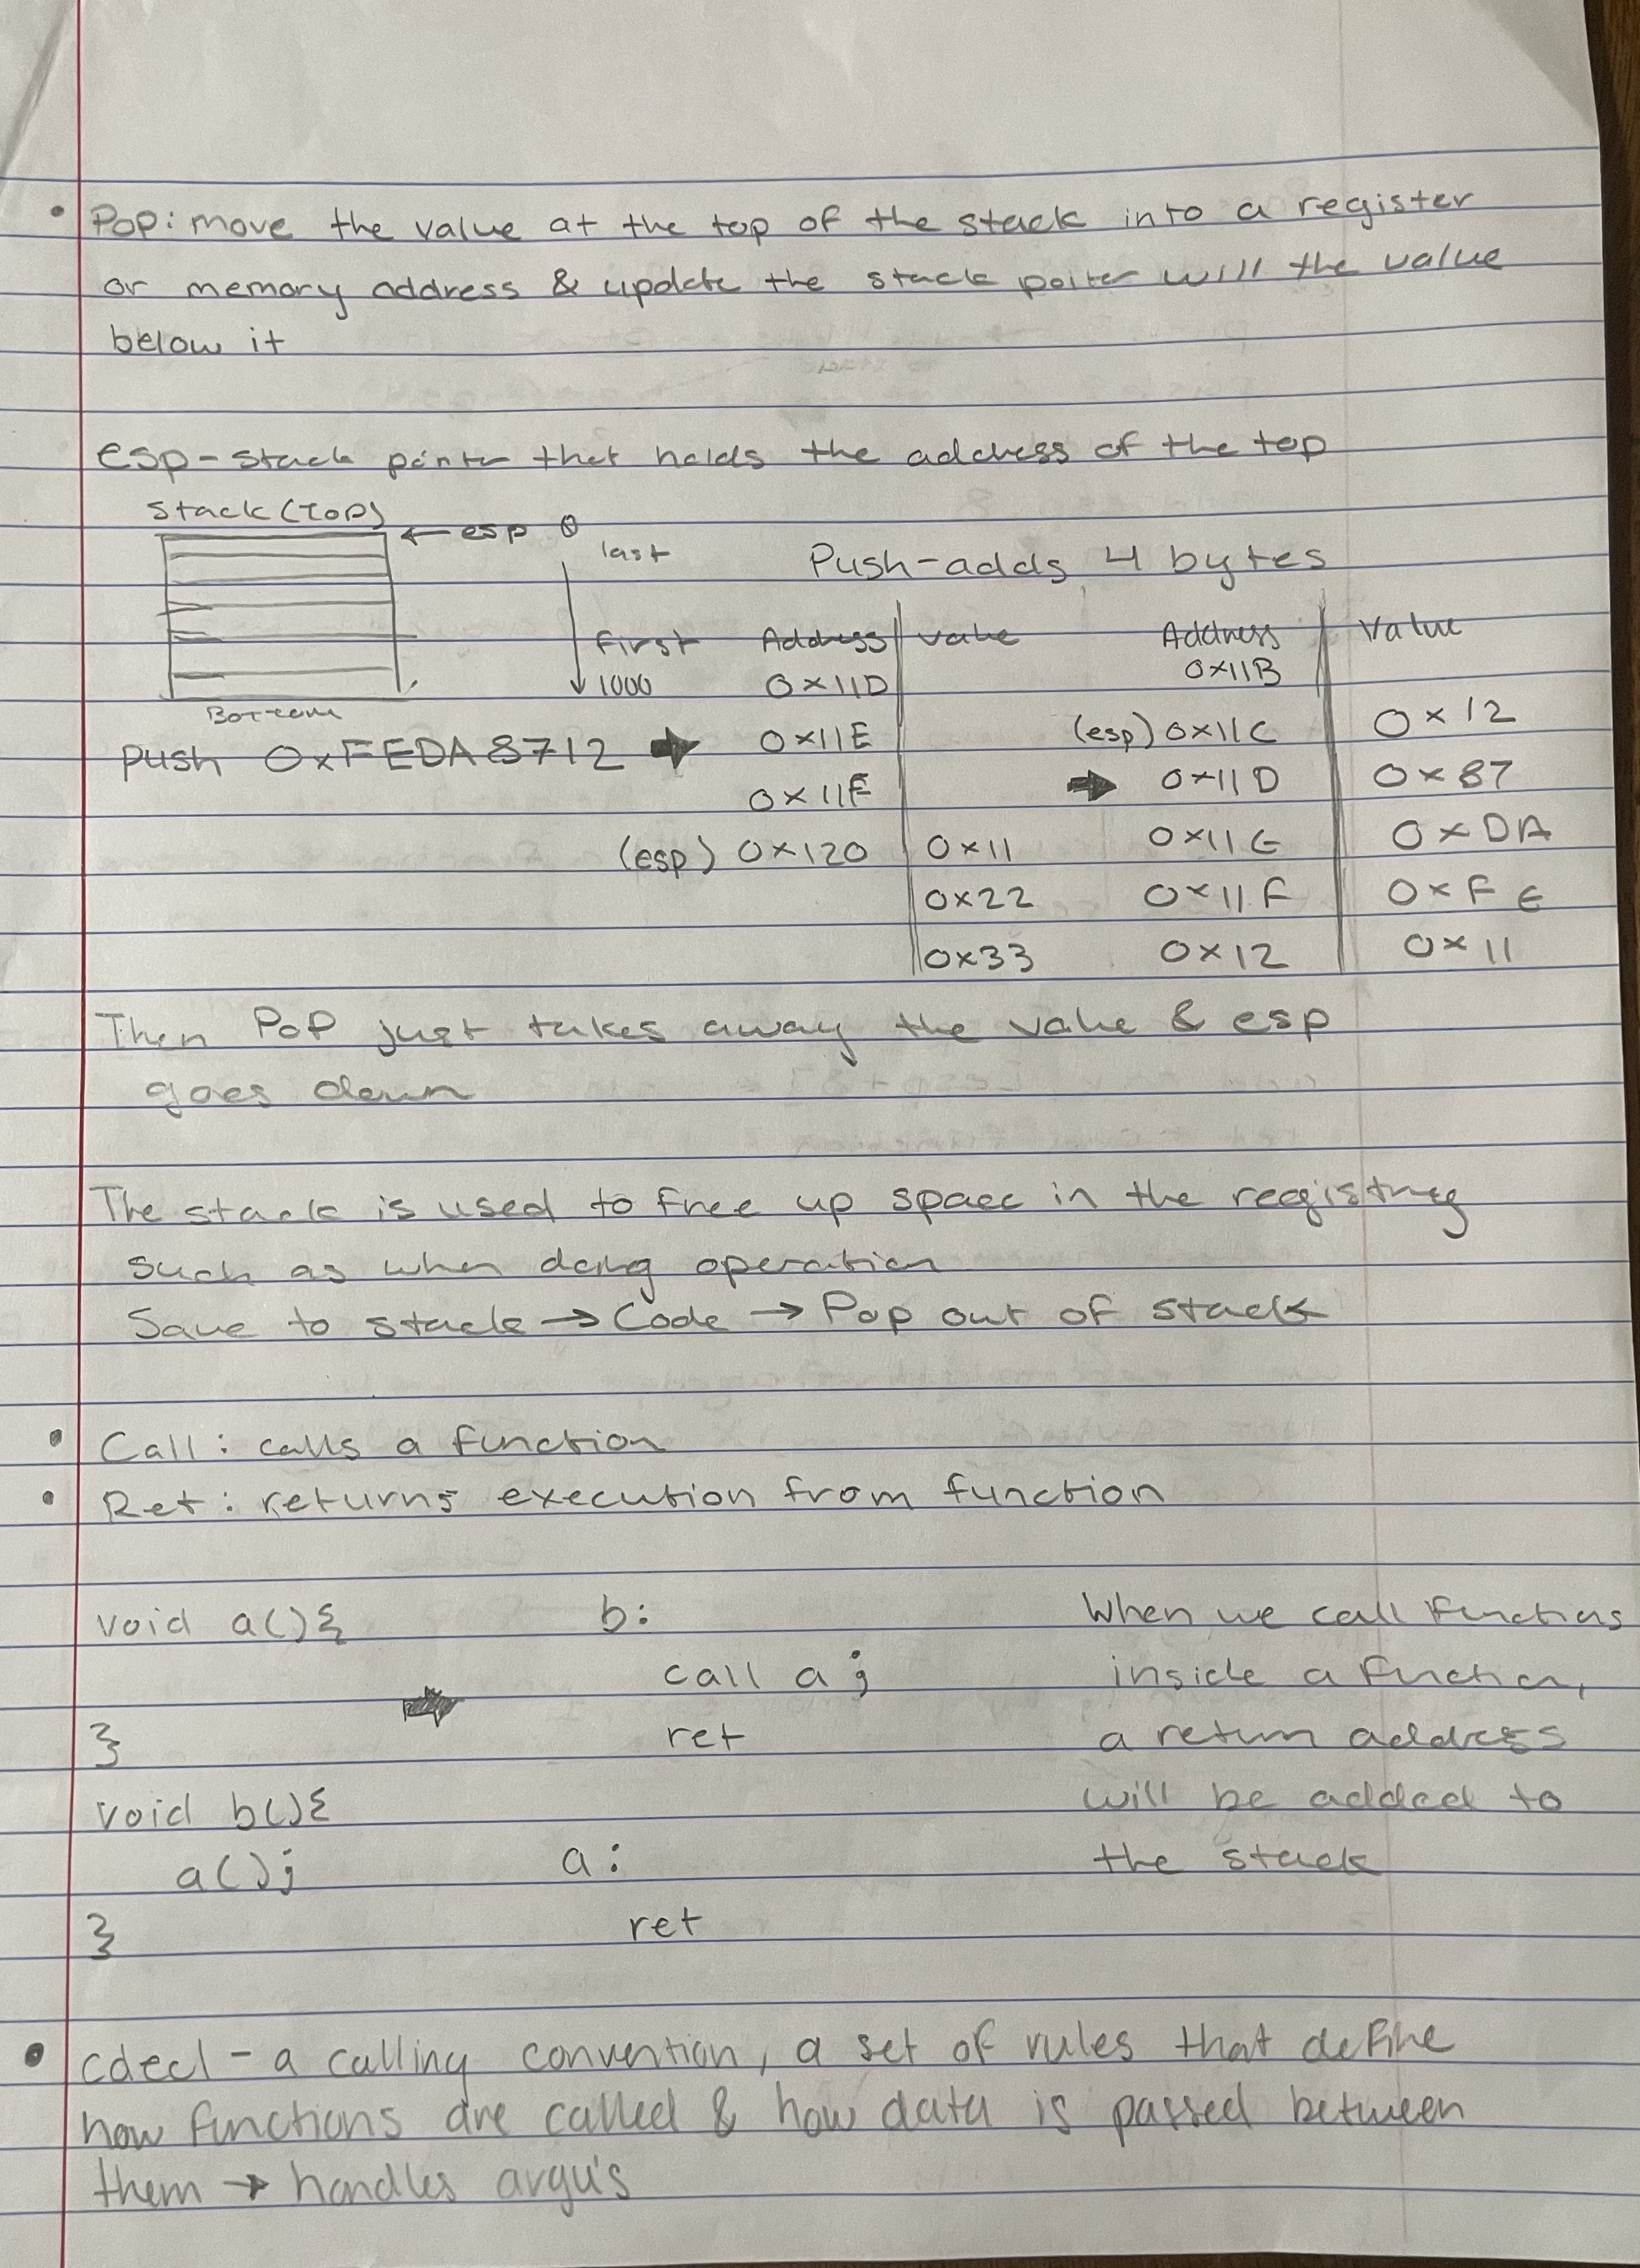 • Pop: move the value at the top of the stack into a register
or memory address & update the stack poiter will the value
below it
esp - stack pointer that holds the address of the top
Stack (Top)
← esp 0
last
Push - adds 4 bytes
First Address | Value Address | Value
1000 0x11D 0x11B
Bottom
push 0xFEDA8712 → 0x11E (esp) 0x11C 0x12
0x11F → 0x11D 0x87
(esp) 0x120 0x11 0x11E 0xDA
0x22 0x11F 0xFE
0x33 0x12 0x11
Then Pop just takes away the value & esp
goes down
The stack is used to free up space in the registry
such as when doing operation
Save to stack → Code → Pop out of stack
• Call: calls a function
• Ret: returns execution from function
void a(){ b: When we call functions
call a; inside a function,
} ret a return address
void b(){ will be added to
a(); a: the stack
} ret
• cdecl - a calling convention, a set of rules that define
how functions are called & how data is passed between
them → handles argu's